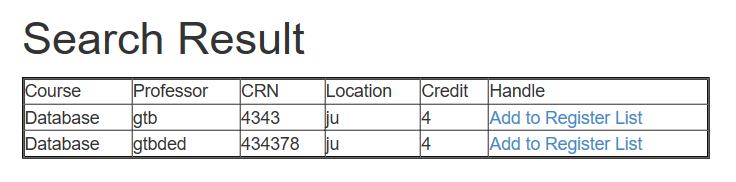 Search Result
Course Professor CRN Location Credit Handle
Database gtb 4343 ju 4 Add to Register List
Database gtbded 434378 ju 4 Add to Register List